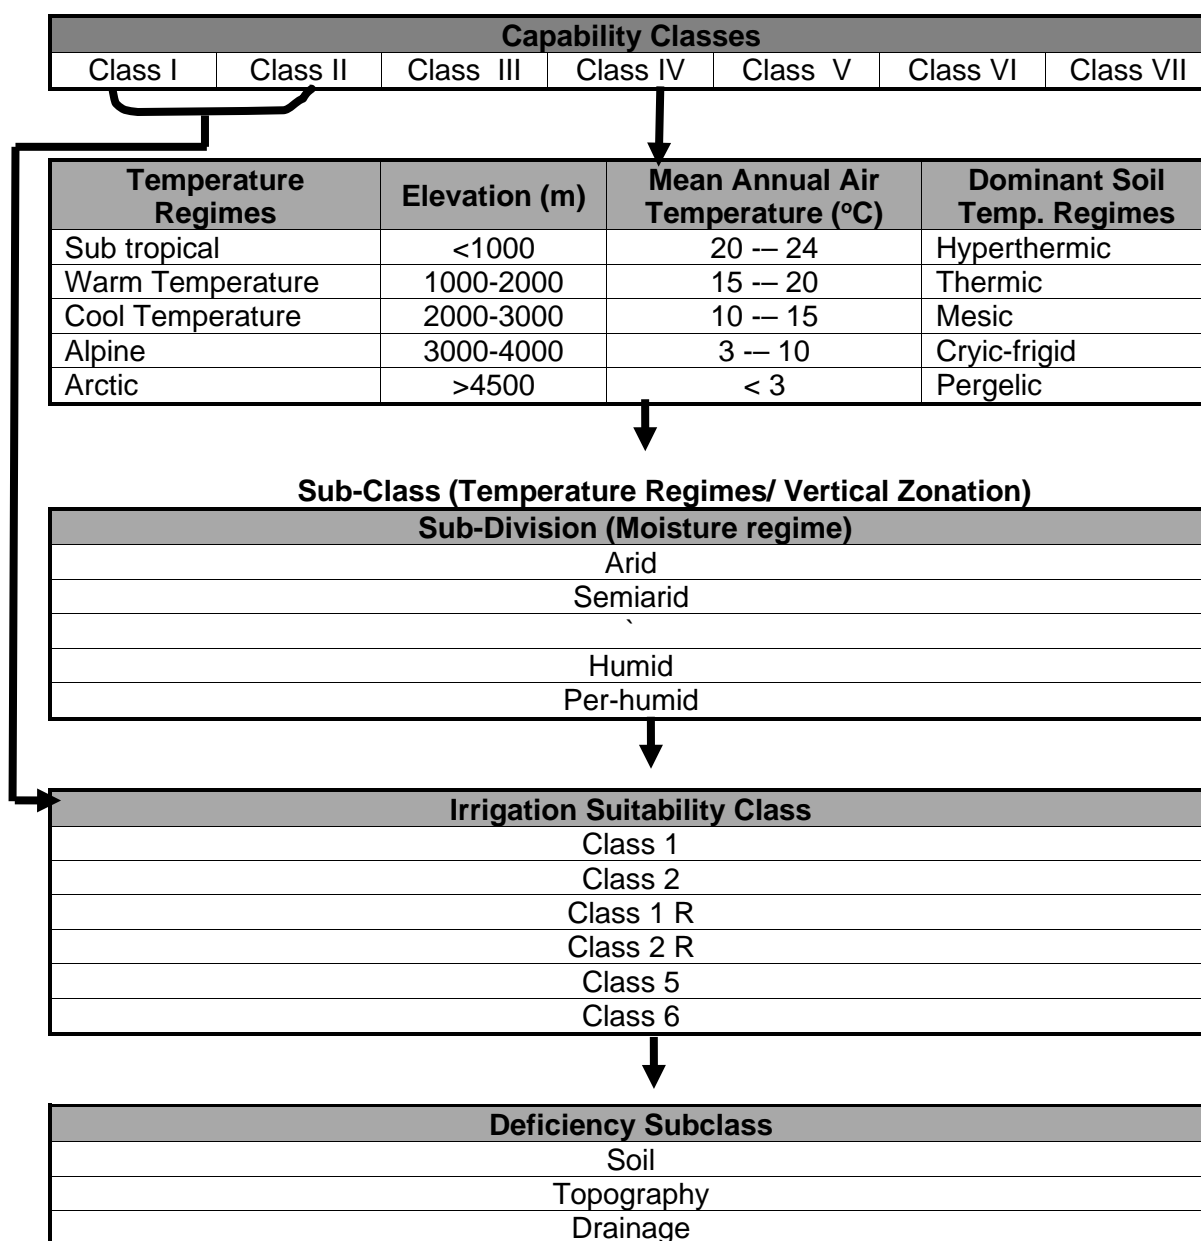 Capability Classes
Class I Class II Class III Class IV Class V Class VI Class VII
Temperature Regimes Elevation (m) Mean Annual Air Temperature (ºC) Dominant Soil Temp. Regimes
Sub tropical <1000 20 -– 24 Hyperthermic
Warm Temperature 1000-2000 15 -– 20 Thermic
Cool Temperature 2000-3000 10 -– 15 Mesic
Alpine 3000-4000 3 -– 10 Cryic-frigid
Arctic >4500 < 3 Pergelic
Sub-Class (Temperature Regimes/ Vertical Zonation)
Sub-Division (Moisture regime)
Arid
Semiarid
`
Humid
Per-humid
Irrigation Suitability Class
Class 1
Class 2
Class 1 R
Class 2 R
Class 5
Class 6
Deficiency Subclass
Soil
Topography
Drainage